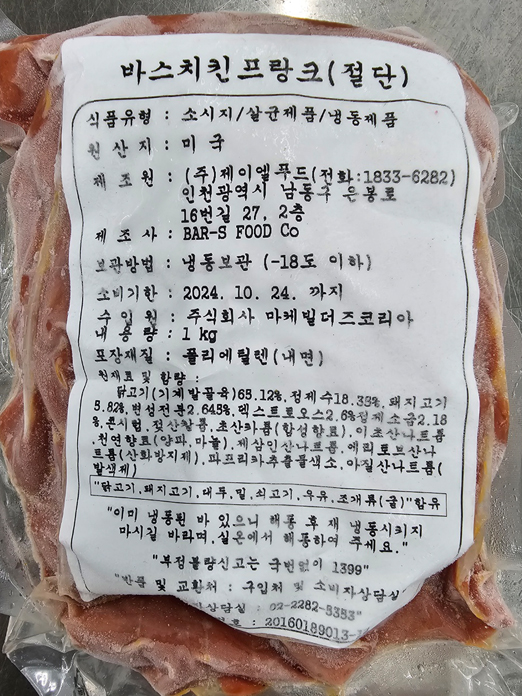 바스치킨프랑크(절단)
식품유형 : 소시지/살균제품/냉동제품
원 산 지 : 미 국
제 조 원 : (주)제이엘푸드(전화:1833-6282)
인천광역시 남동구 은봉로
16번길 27, 2층
제 조 사 : BAR-S FOOD Co
보관방법 : 냉동보관 (-18도 이하)
소비기한 : 2024. 10. 24. 까지
수 입 원 : 주식회사 마케빌더즈코리아
내 용 량 : 1 kg
포장재질 : 폴리에틸렌(내면)
원재료 및 함량 :
닭고기(기계발골육)65.12%,정제수18.33%,돼지고기
5.82%,변성전분2.645%,덱스트로오스2.6%정제소금2.18
%,콘시럽,젖산칼륨,초산카륨(합성향료),이초산나트륨
,천연향료(양파,마늘),제삼인산나트륨,에리토브산나
트륨(산화방지제),파프리카추출물색소,아질산나트륨(
발색제)
"닭고기,돼지고기,대두,밀,쇠고기,우유,조개류(굴)"함유
"이미 냉동된 바 있으니 해동 후 재 냉동시키지
마시길 바라며,실온에서 해동하여 주세요."
"부정불량신고는 국번없이 1399"
"반품 및 교환처 : 구입처 및 소비자상담실
상담실 : 02-2282-5353"
호 : 20160189013-